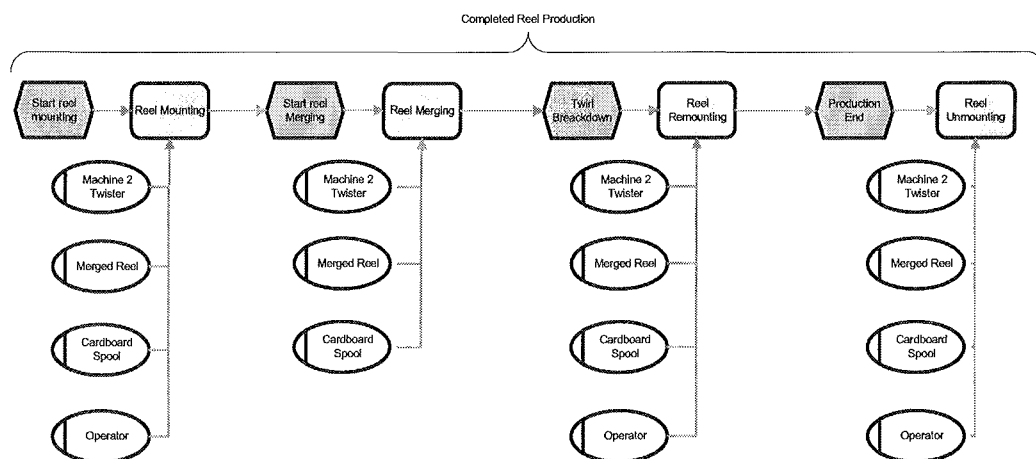 Completed Reel Production
Start reel
mounting
Reel Mounting
Start reel
Merging
Reel Merging
Twirl
Breakdown
Reel
Remounting
Production
End
Reel
Unmounting
Machine 2
Twister
Machine 2
Twister
Machine 2
Twister
Machine 2
Twister
Merged Reel
Merged Reel
Merged Reel
Merged Reel
Cardboard
Spool
Cardboard
Spool
Cardboard
Spool
Cardboard
Spool
Operator
Operator
Operator